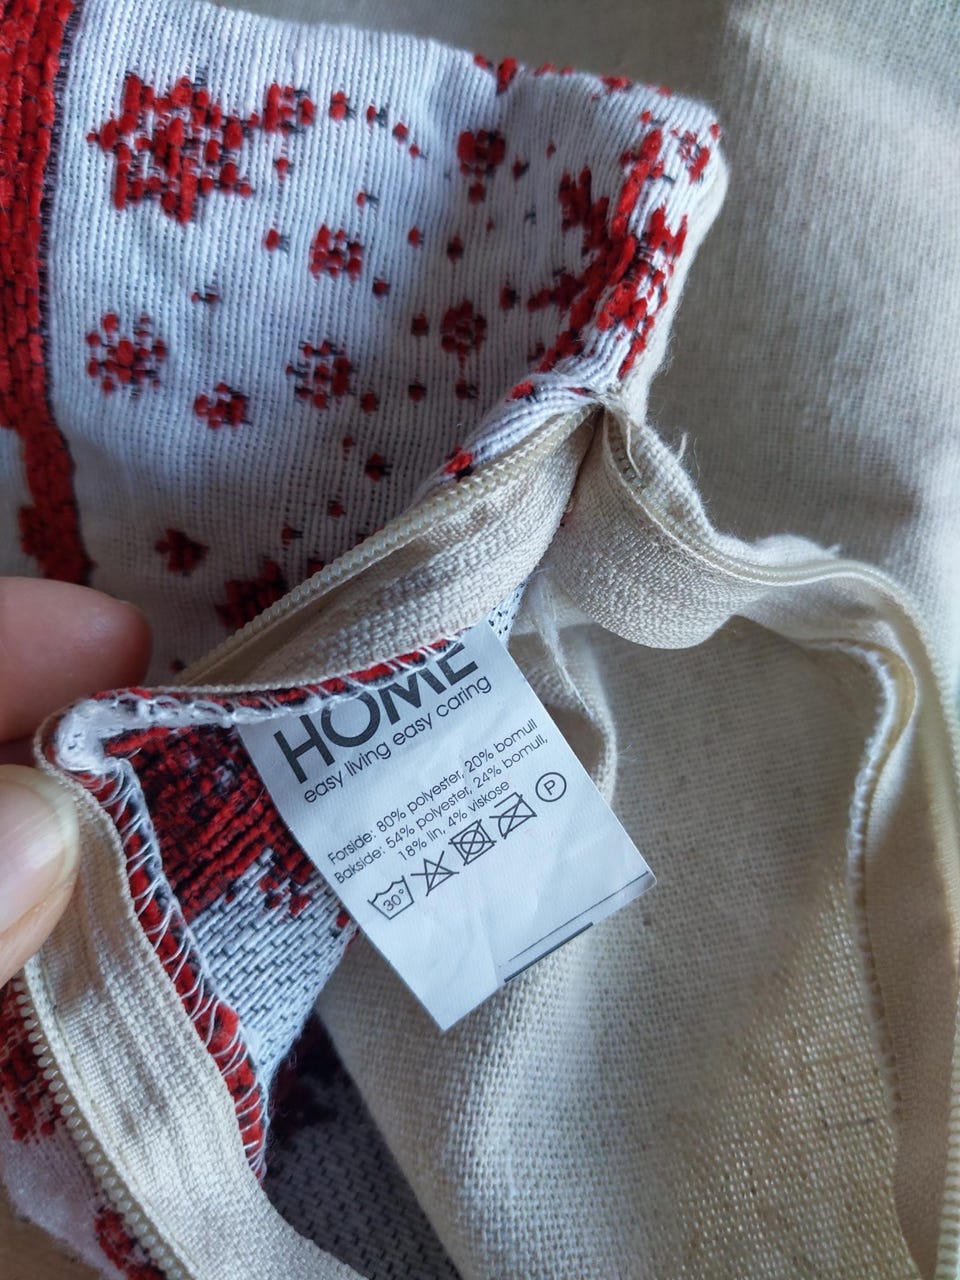 HOME
easy living easy caring
Forside: 80% polyester, 20% bomull
Bakside: 54% polyester, 24% bomull,
18% lin, 4% viskose
30°
P